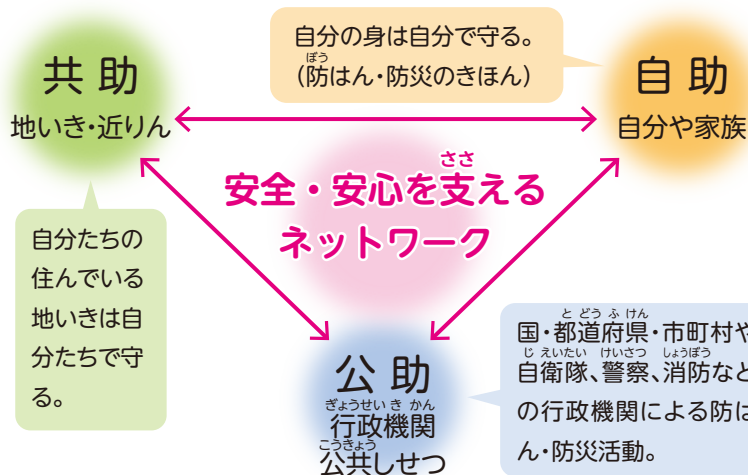 自分の身は自分で守る。
(防はん・防災のきほん)
ぼう
共助
地いき・近りん
自助
自分や家族
安全・安心を支える
ささ
ネットワーク
自分たちの
住んでいる
地いきは自
分たちで守
る。
公助
行政機関
ぎょうせいきかん
公共しせつ
こうきょう
国・都道府県・市町村や
とどうふけん
自衛隊、警察、消防など
じえいたい けいさつ しょうぼう
の行政機関による防は
ん・防災活動。